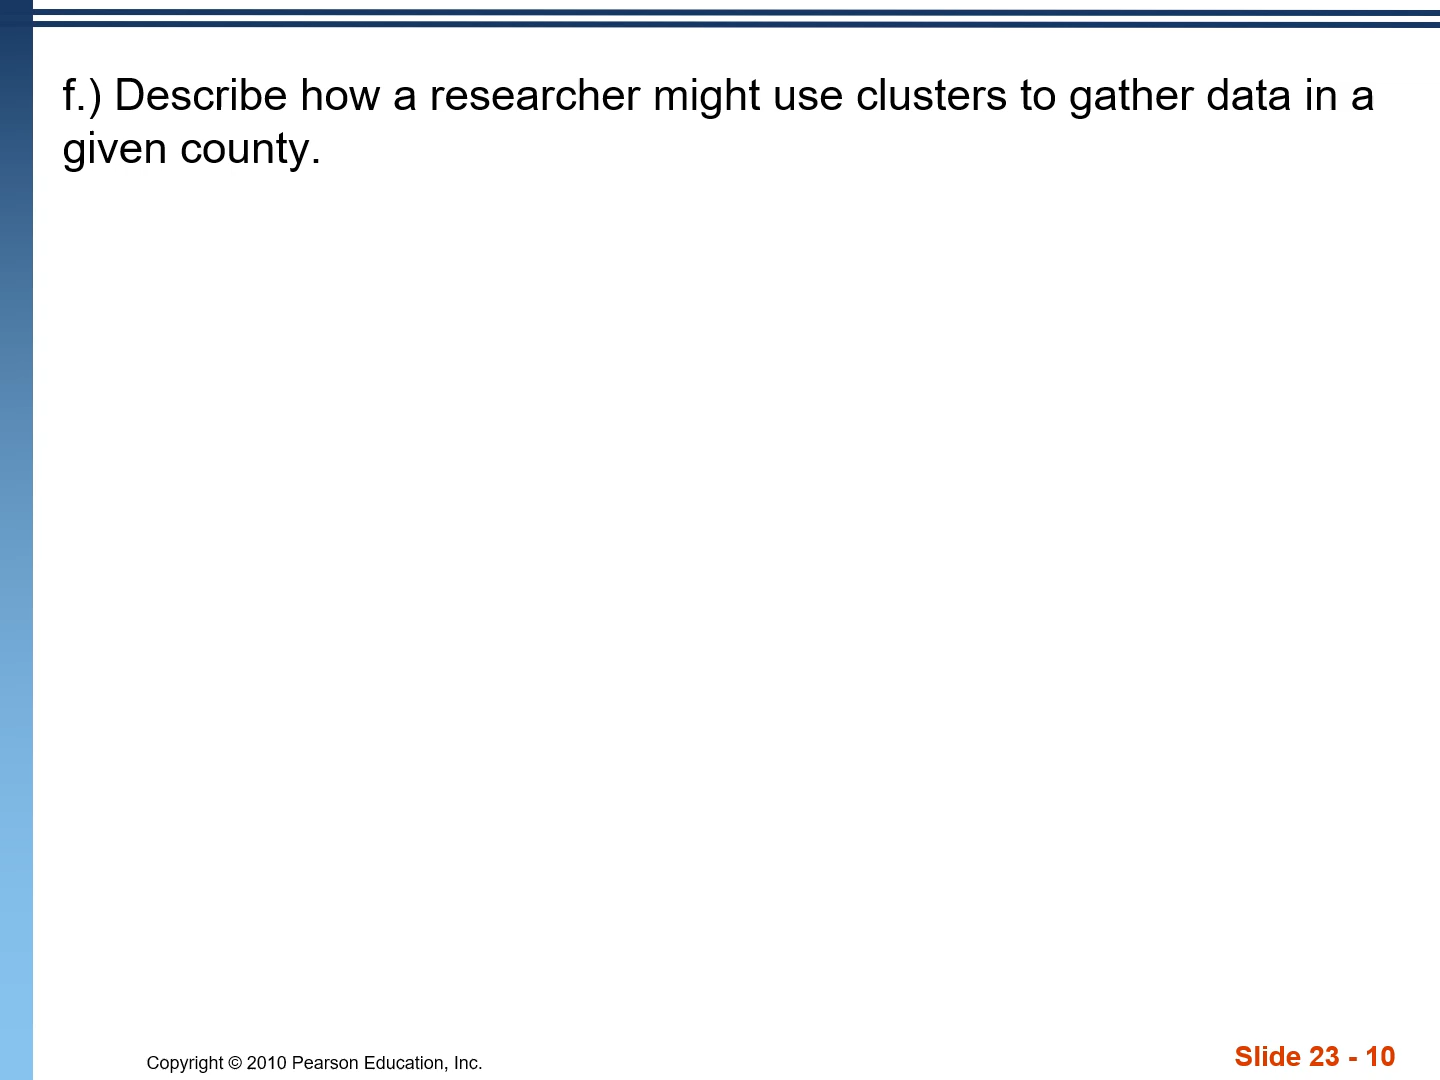 f.) Describe how a researcher might use clusters to gather data in a
given county.
Copyright © 2010 Pearson Education, Inc.
Slide 23 - 10